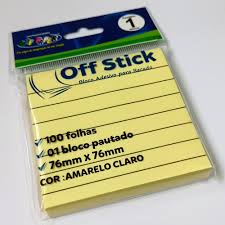 1
Off Stick
Bloco Adesivo para Recado
100 folhas
01 bloco pautado
76mm X 76mm
COR : AMARELO CLARO